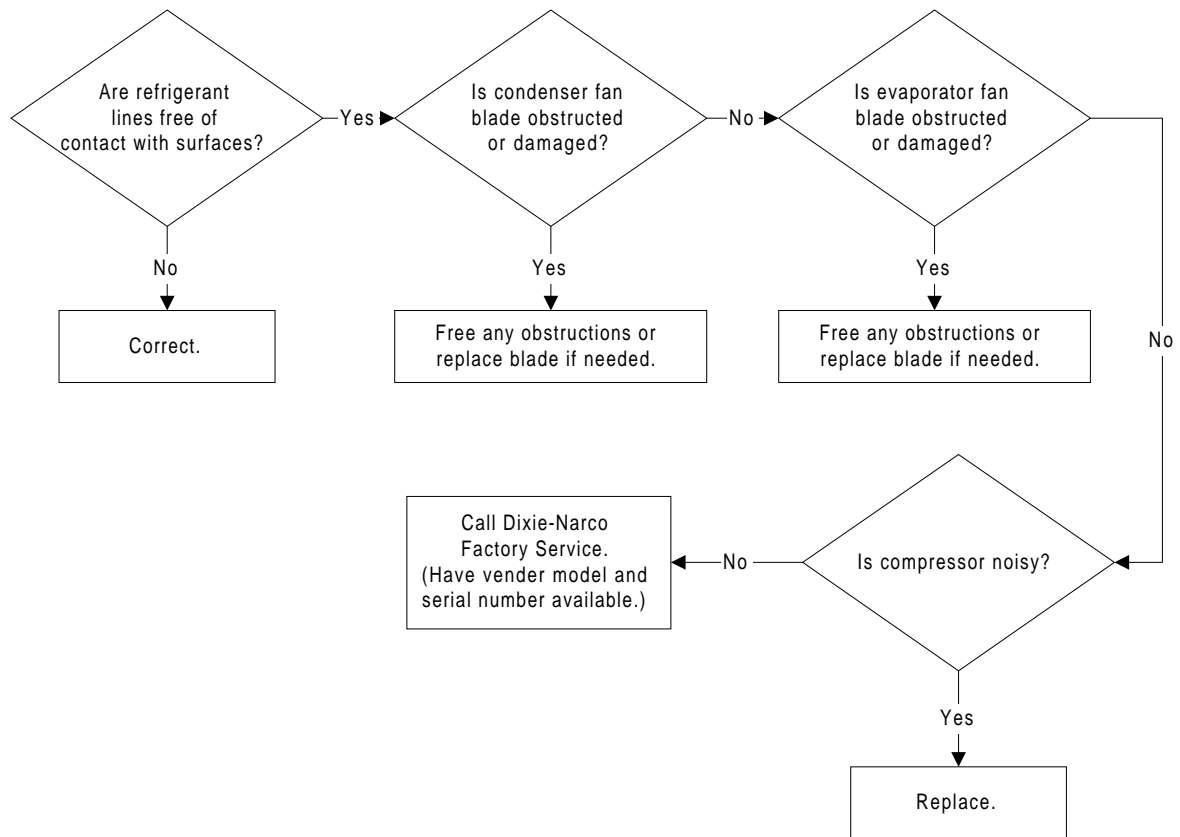 Are refrigerant
lines free of
contact with surfaces?
Yes
Is condenser fan
blade obstructed
or damaged?
No
Is evaporator fan
blade obstructed
or damaged?
No
Correct.
Yes
Free any obstructions or
replace blade if needed.
Yes
Free any obstructions or
replace blade if needed.
No
Call Dixie-Narco
Factory Service.
(Have vender model and
serial number available.)
No
Is compressor noisy?
Yes
Replace.